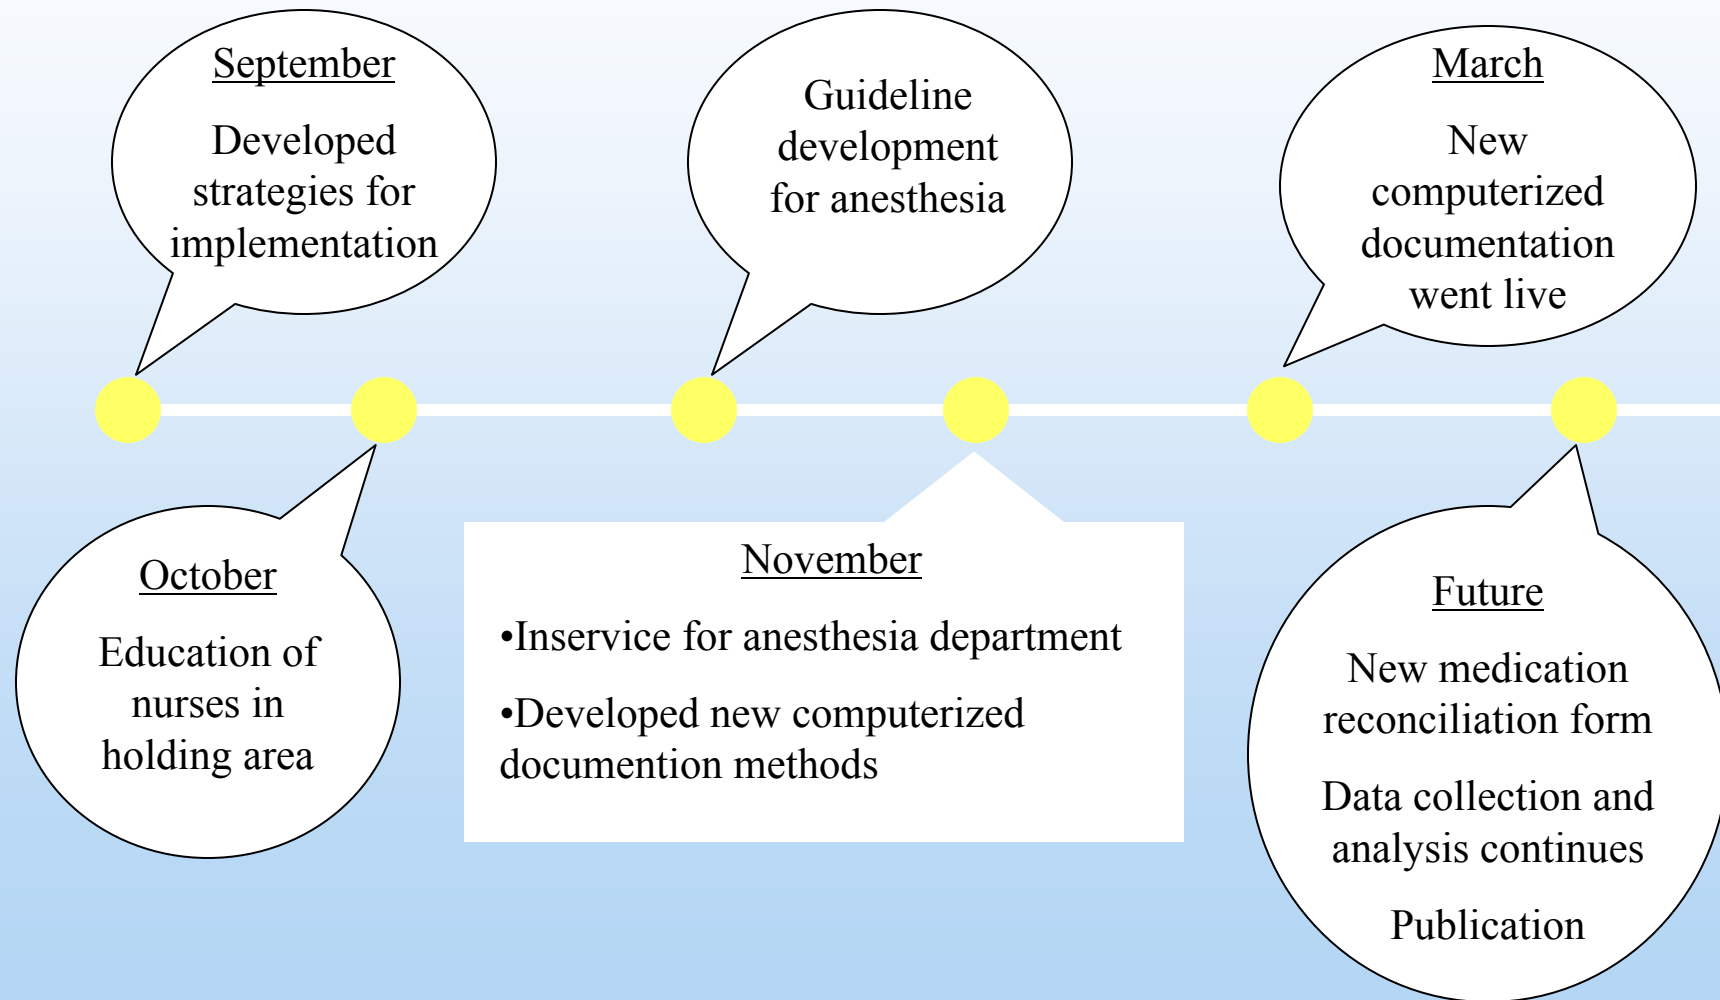 September
Developed
strategies for
implementation
Guideline
development
for anesthesia
March
New
computerized
documentation
went live
October
Education of
nurses in
holding area
November
•Inservice for anesthesia department
•Developed new computerized
documention methods
Future
New medication
reconciliation form
Data collection and
analysis continues
Publication